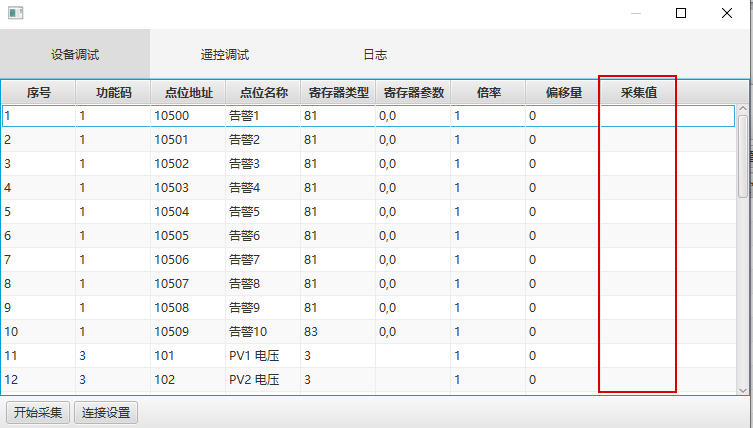 设备调试 遥控调试 日志
序号 功能码 点位地址 点位名称 寄存器类型 寄存器参数 倍率 偏移量 采集值
1 1 10500 告警1 81 0,0 1 0
2 1 10501 告警2 81 0,0 1 0
3 1 10502 告警3 81 0,0 1 0
4 1 10503 告警4 81 0,0 1 0
5 1 10504 告警5 81 0,0 1 0
6 1 10505 告警6 81 0,0 1 0
7 1 10506 告警7 81 0,0 1 0
8 1 10507 告警8 81 0,0 1 0
9 1 10508 告警9 81 0,0 1 0
10 1 10509 告警10 83 0,0 1 0
11 3 101 PV1 电压 3 1 0
12 3 102 PV2 电压 3 1 0
开始采集 连接设置